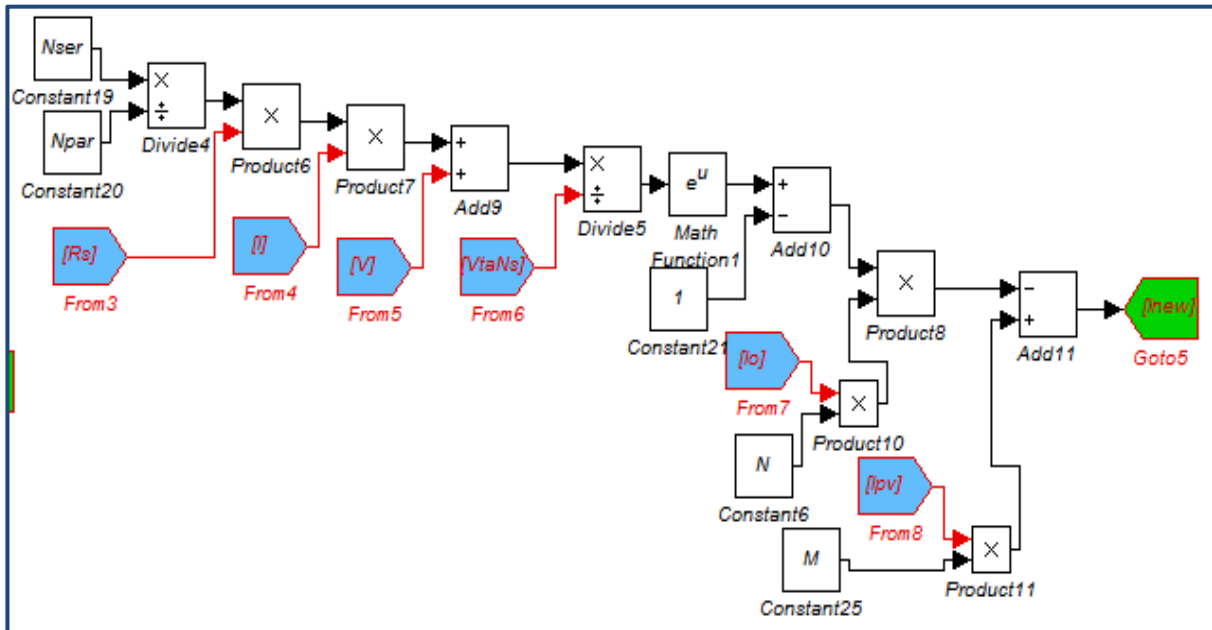 Nser
Constant19
×
÷
Divide4
Npar
Constant20
×
Product6
×
Product7
+
+
Add9
×
÷
Divide5
e^u
Math
Function1
+
−
Add10
[Rs]
From3
[I]
From4
[V]
From5
[VtaNs]
From6
1
Constant21
×
Product8
−
+
Add11
[Inew]
Goto5
[Io]
From7
×
Product10
N
Constant6
[Ipv]
From8
×
Product11
M
Constant25